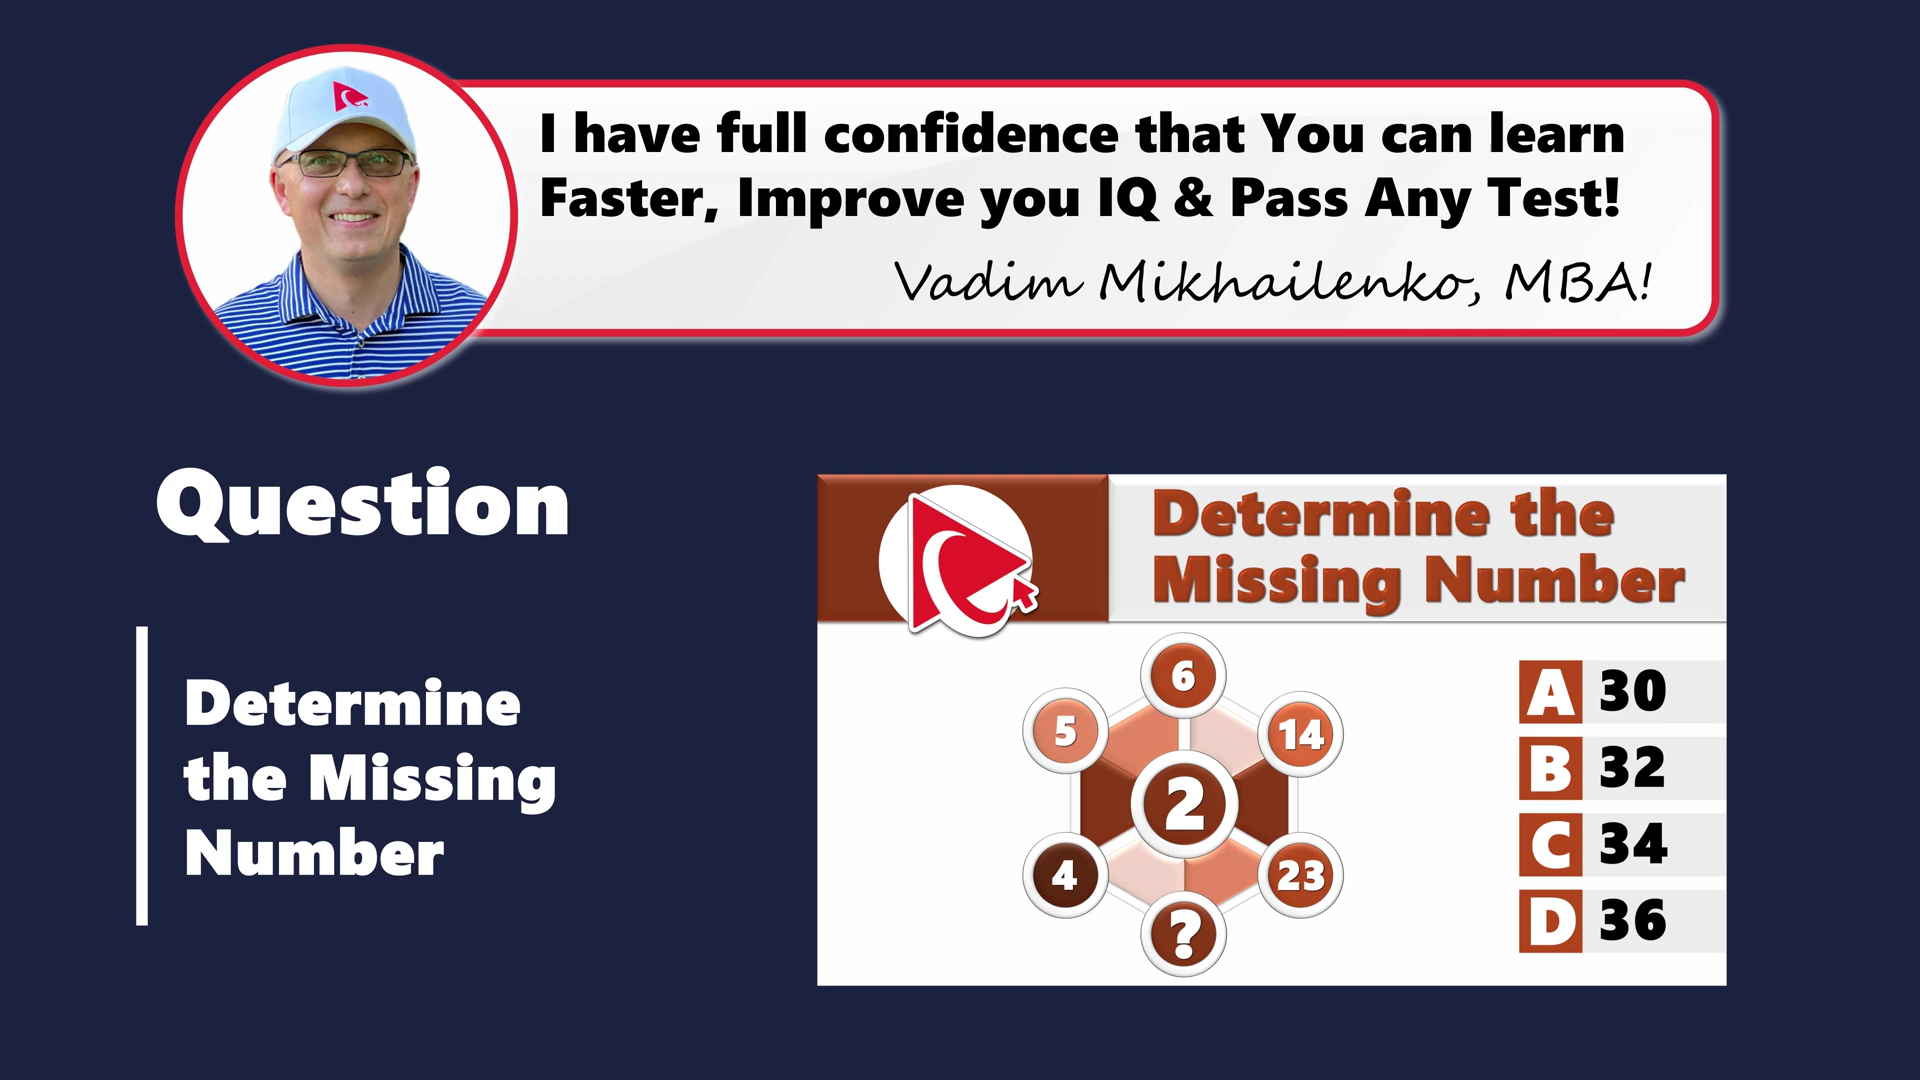 I have full confidence that You can learn
Faster, Improve you IQ & Pass Any Test!
Vadim Mikhailenko, MBA!
Question
Determine
the Missing
Number
Determine the
Missing Number
6
5
14
2
4
23
?
A 30
B 32
C 34
D 36